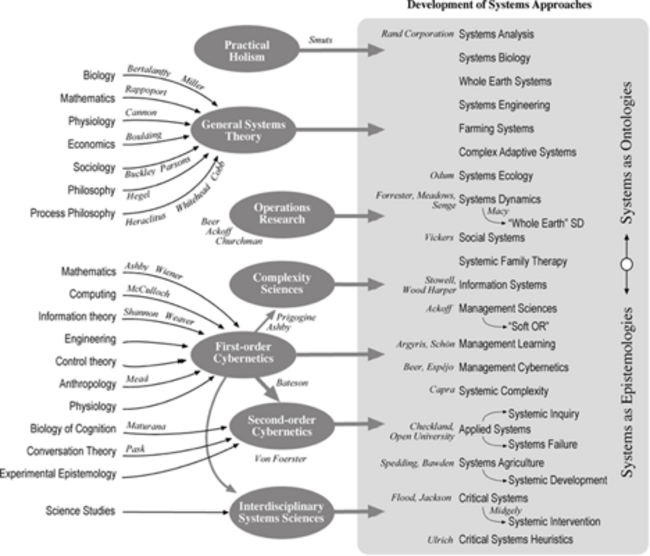 Development of Systems Approaches
Practical
Holism
Smuts
Biology
Bertalanffy Miller
Mathematics
Rappoport
Physiology
Cannon
Economics
Boulding
Sociology
Buckley Parsons
Philosophy
Hegel
Process Philosophy
Heraclitus Whitehead Cobb
General Systems
Theory
Operations
Research
Beer
Ackoff
Churchman
Complexity
Sciences
Prigogine
Ashby
Mathematics
Ashby Wiener
Computing
McCulloch
Information theory
Shannon Weaver
Engineering
Control theory
Anthropology
Mead
Physiology
First-order
Cybernetics
Bateson
Biology of Cognition
Maturana
Conversation Theory
Pask
Experimental Epistemology
Second-order
Cybernetics
Von Foerster
Science Studies
Interdisciplinary
Systems Sciences
Rand Corporation Systems Analysis
Systems Biology
Whole Earth Systems
Systems Engineering
Farming Systems
Complex Adaptive Systems
Odum Systems Ecology
Forrester, Meadows,
Senge
Systems Dynamics
Macy
"Whole Earth" SD
Vickers Social Systems
Systemic Family Therapy
Stowell,
Wood Harper
Information Systems
Ackoff Management Sciences
"Soft OR"
Argyris, Schön Management Learning
Beer, Espéjo Management Cybernetics
Capra Systemic Complexity
Systemic Inquiry
Checkland,
Open University
Applied Systems
Systems Failure
Spedding, Bawden Systems Agriculture
Systemic Development
Flood, Jackson Critical Systems
Midgely
Systemic Intervention
Ulrich Critical Systems Heuristics
Systems as Ontologies
Systems as Epistemologies